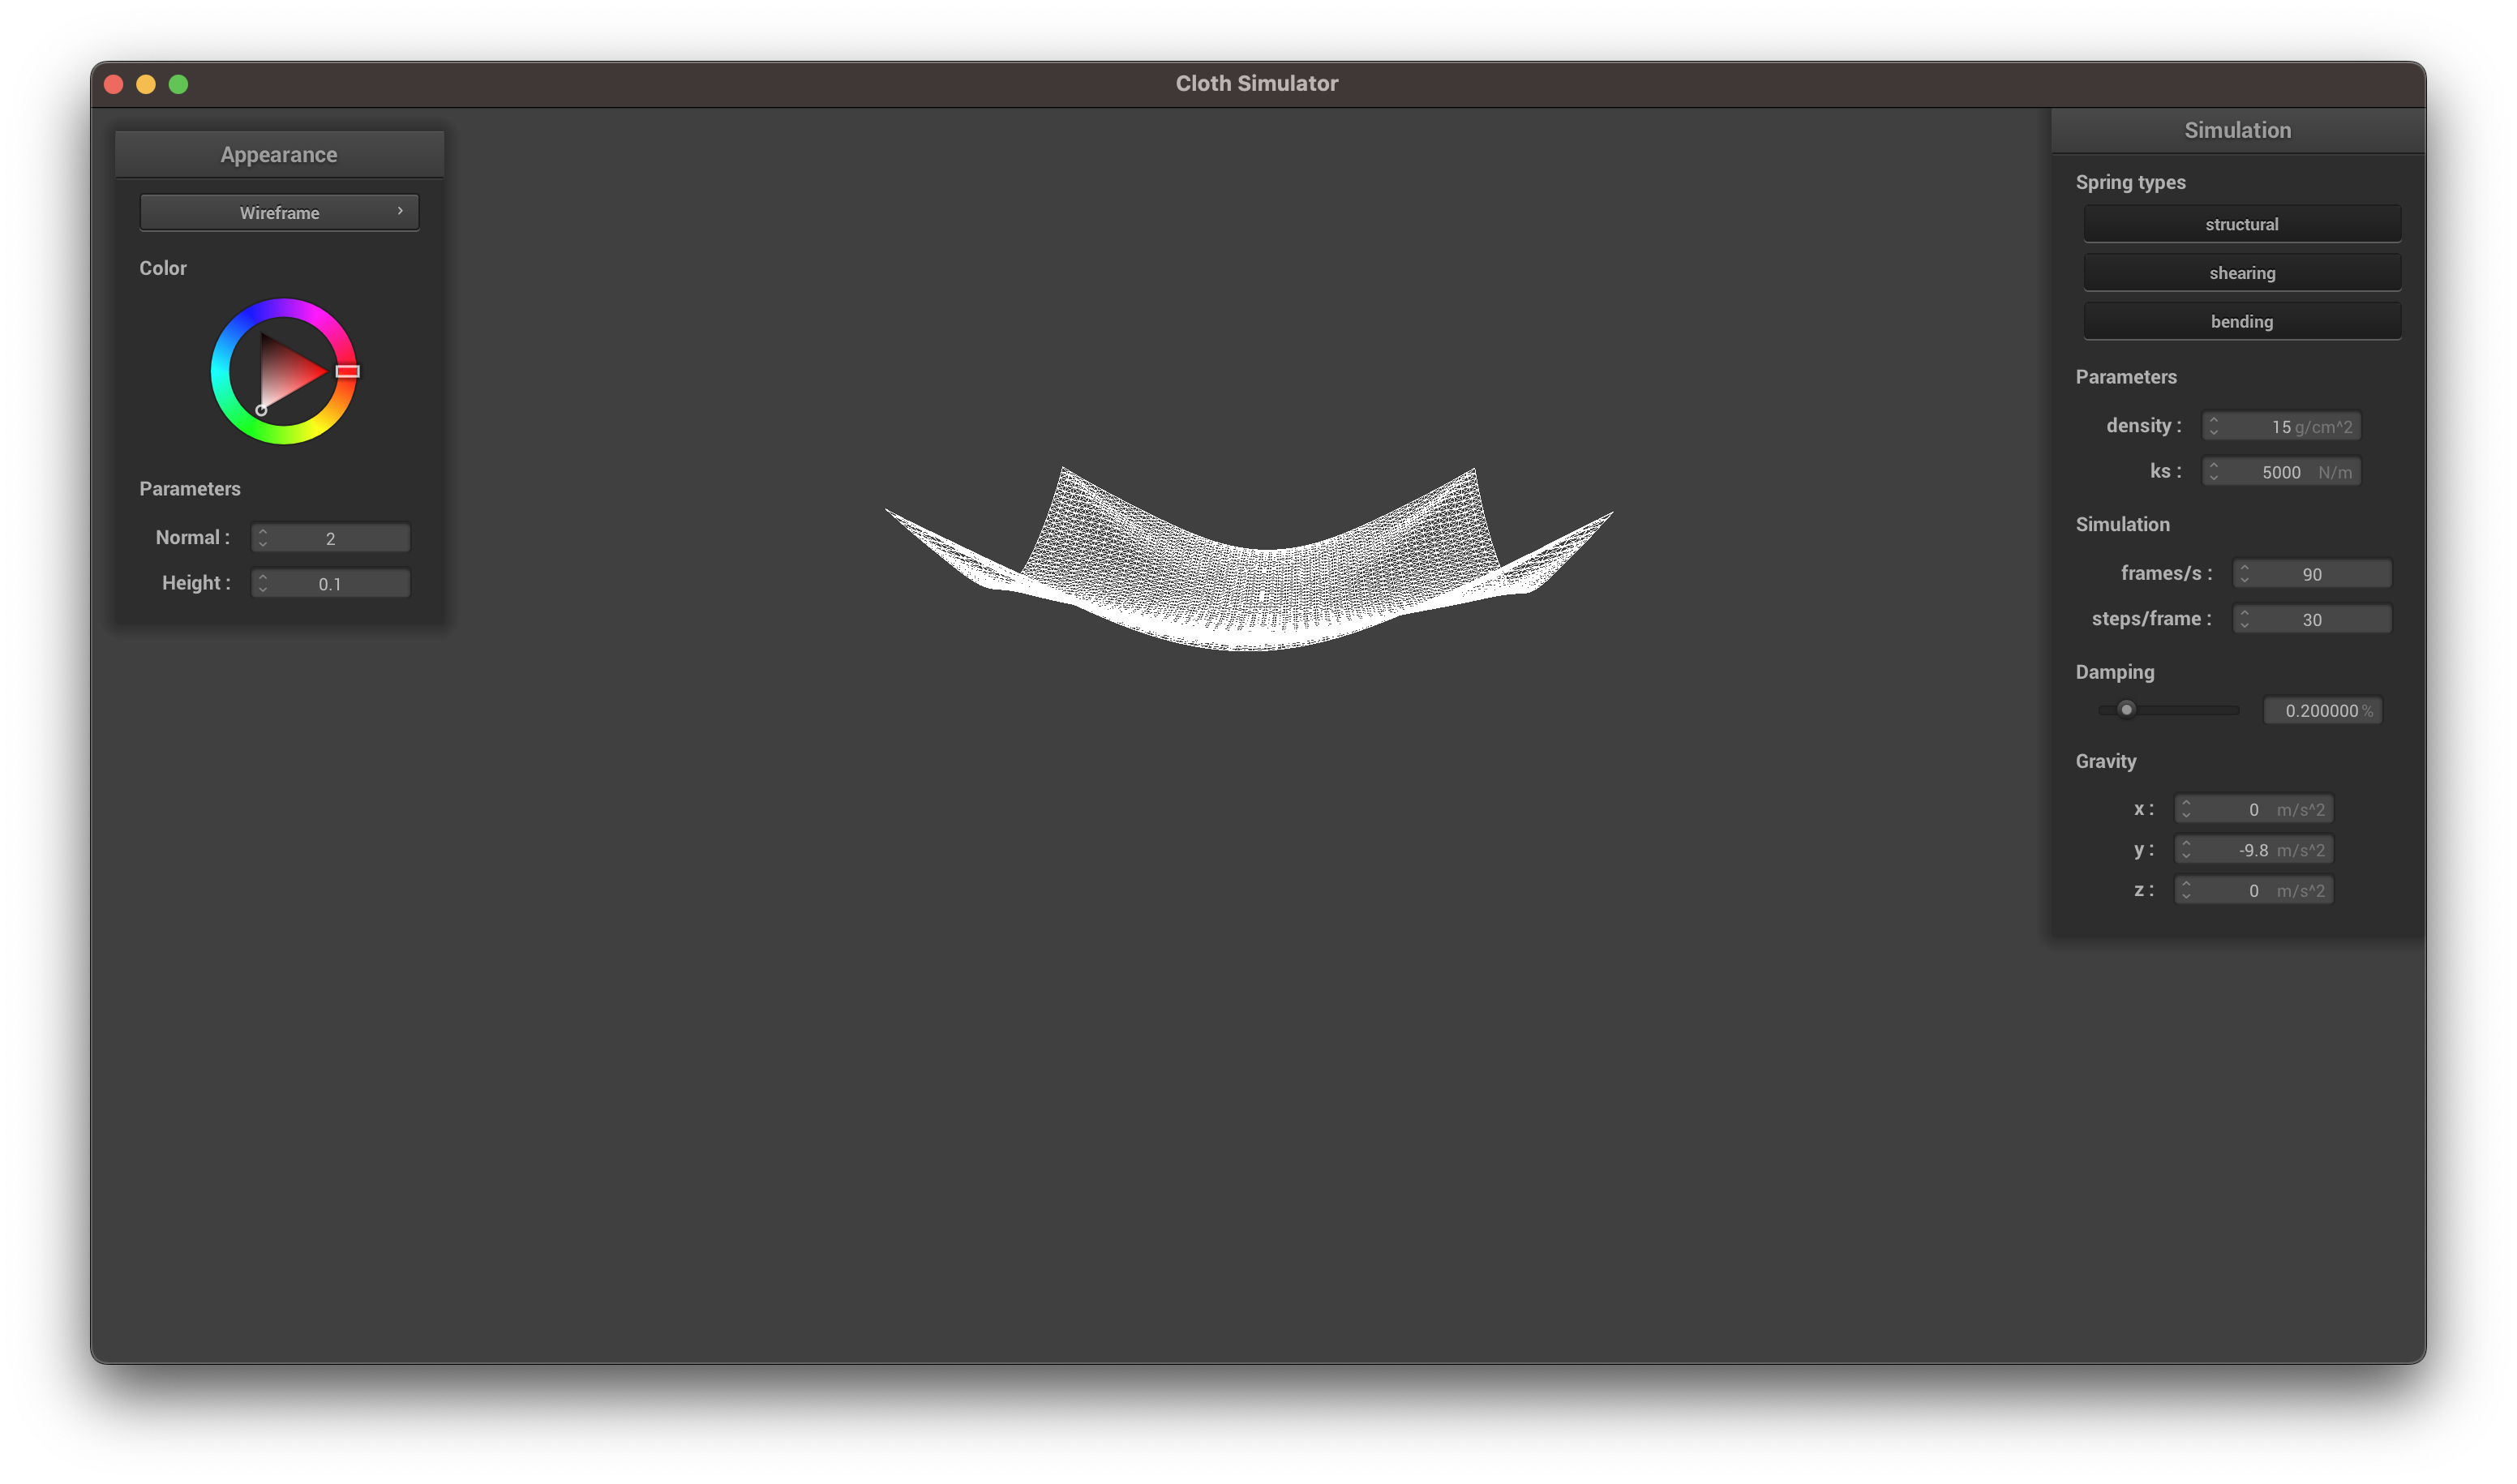 Cloth Simulator
Appearance
Wireframe
Color
Parameters
Normal : 2
Height : 0.1
Simulation
Spring types
structural
shearing
bending
Parameters
density : 15 g/cm^2
ks : 5000 N/m
Simulation
frames/s : 90
steps/frame : 30
Damping
0.200000 %
Gravity
x : 0 m/s^2
y : -9.8 m/s^2
z : 0 m/s^2